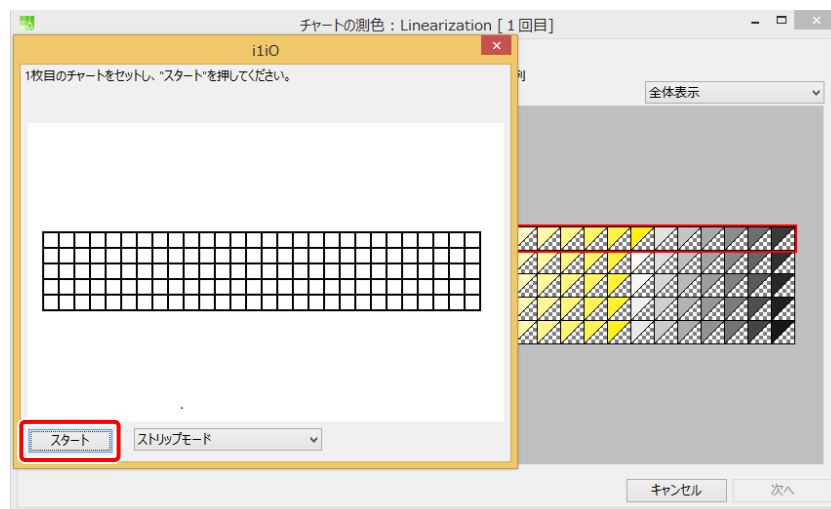 チャートの測色：Linearization [1回目]
i1iO
1枚目のチャートをセットし、"スタート"を押してください。
列
全体表示
スタート
ストリップモード
キャンセル
次へ